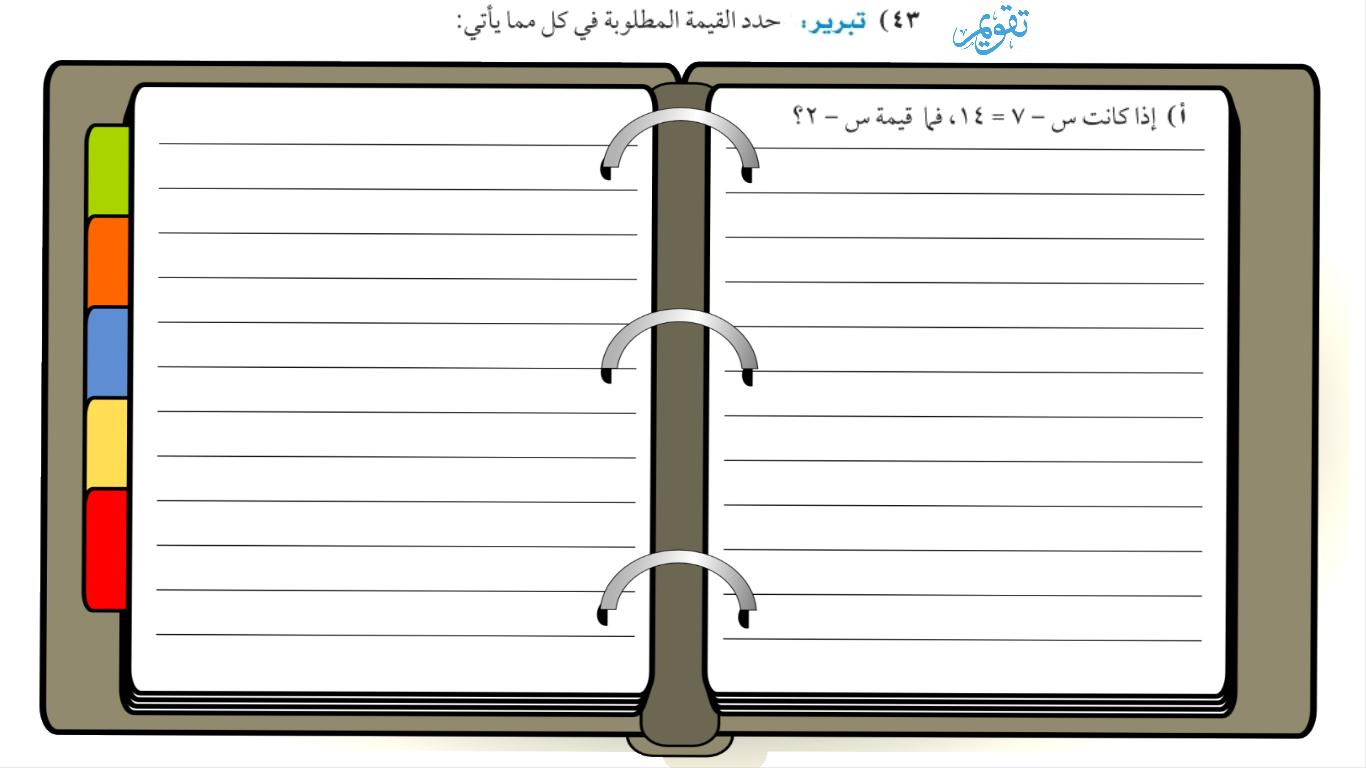 تقويم
٤٣) تبرير: حدد القيمة المطلوبة في كل مما يأتي:
أ) إذا كانت س – ٧ = ١٤، فما قيمة س – ٢؟